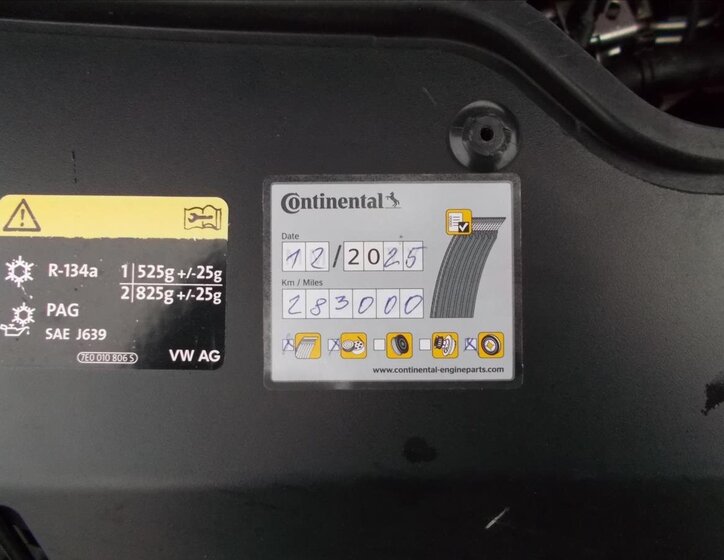 R-134a
1 525g +/-25g
2 825g +/-25g
PAG
SAE J639
7E0 010 806 S
VW AG
Continental
Date
12/2025
Km / Miles
283000
www.continental-engineparts.com